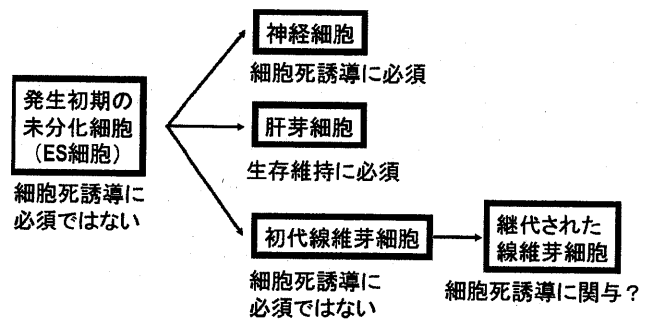 発生初期の
未分化細胞
(ES細胞)
細胞死誘導に
必須ではない
神経細胞
細胞死誘導に必須
肝芽細胞
生存維持に必須
初代線維芽細胞
細胞死誘導に
必須ではない
継代された
線維芽細胞
細胞死誘導に関与？